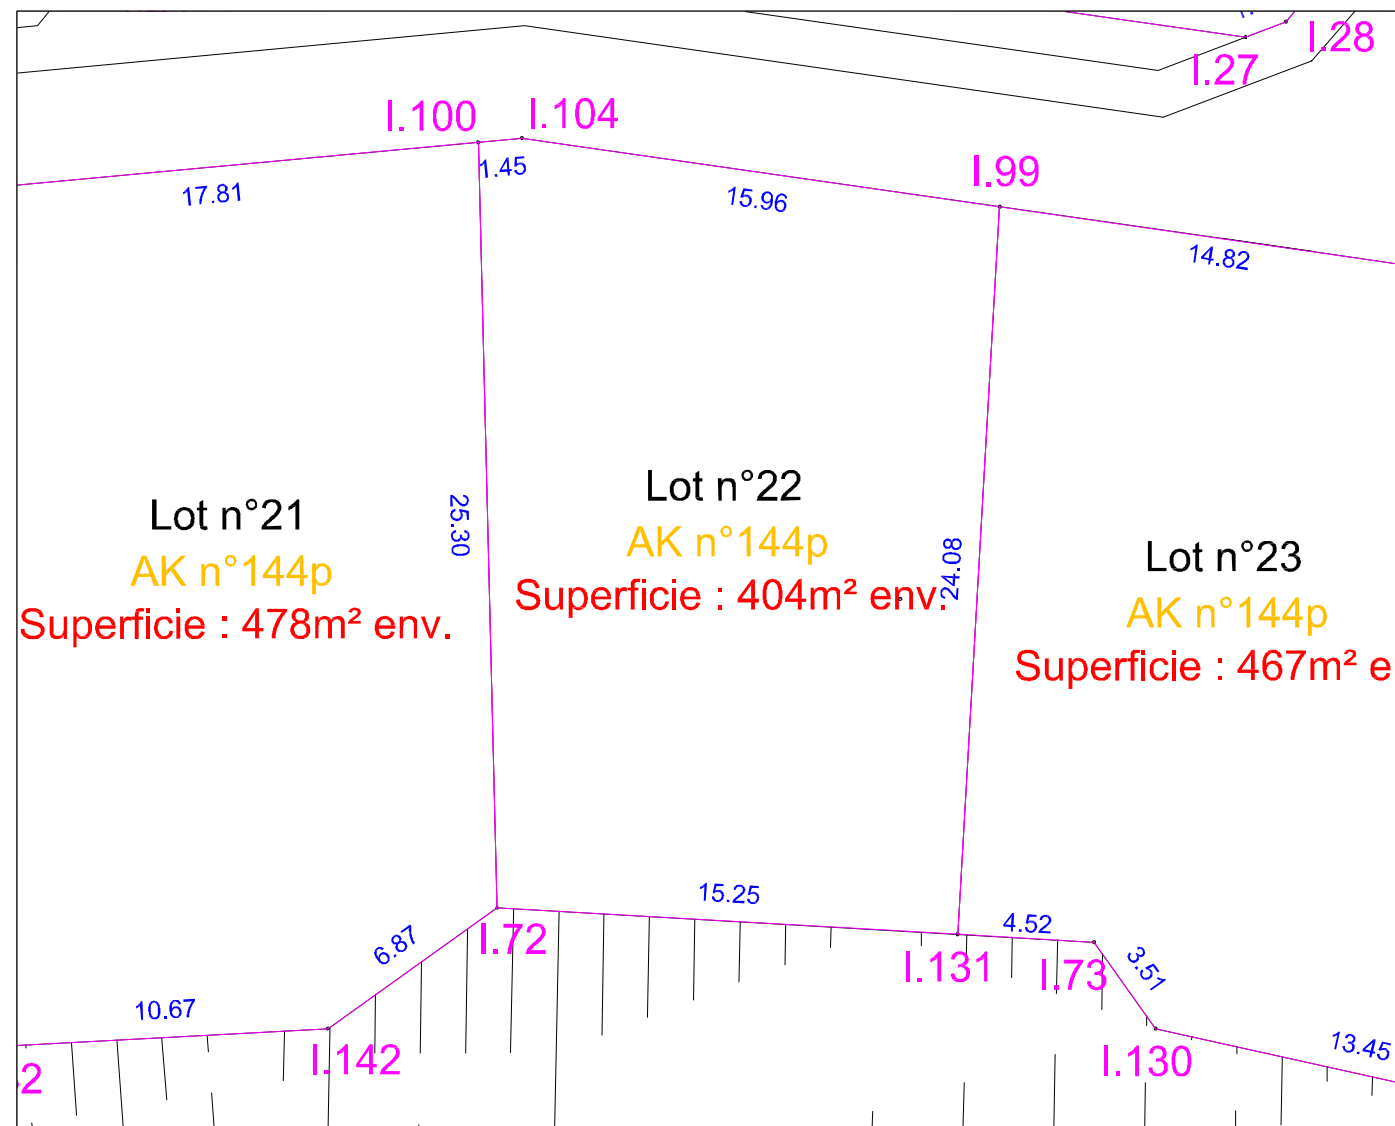 I.28
I.27
I.100
I.104
1.45
17.81
15.96
I.99
14.82
25.30
24.08
Lot n°21
AK n°144p
Superficie : 478m² env.
Lot n°22
AK n°144p
Superficie : 404m² env.
Lot n°23
AK n°144p
Superficie : 467m² e
15.25
6.87
I.72
4.52
I.131
I.73
3.51
10.67
I.142
I.130
13.45
2